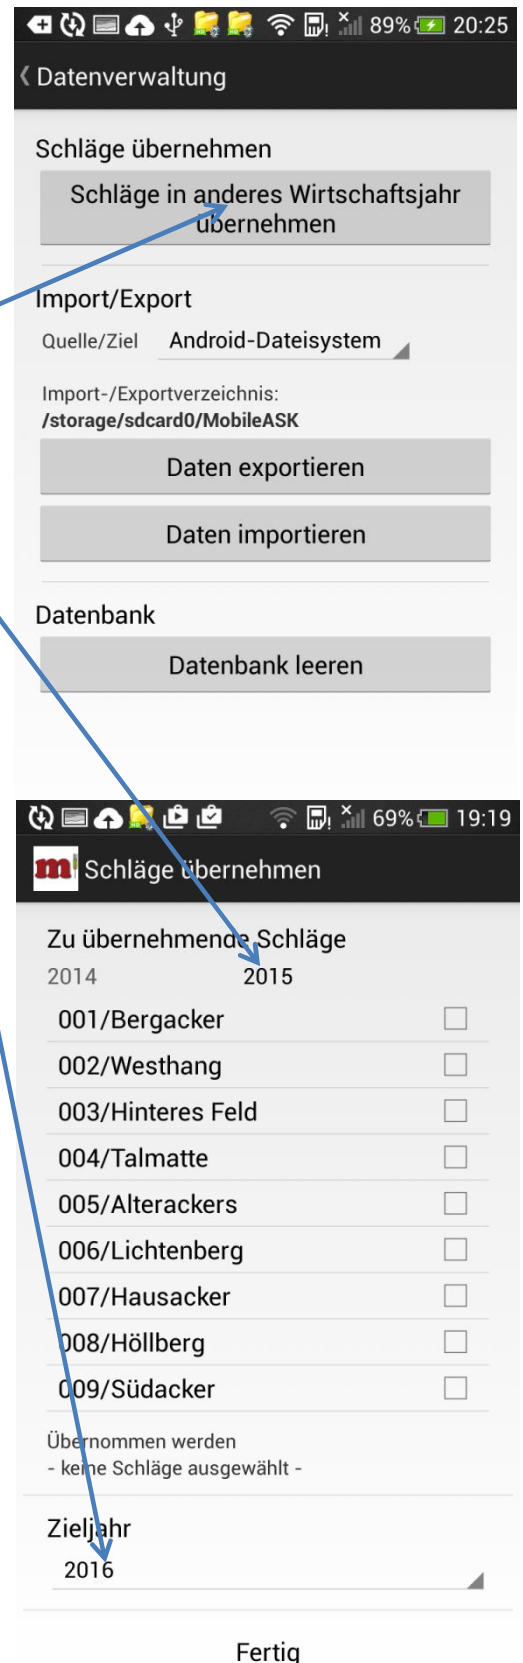 89% 20:25
Datenverwaltung
Schläge übernehmen
Schläge in anderes Wirtschaftsjahr
übernehmen
Import/Export
Quelle/Ziel Android-Dateisystem
Import-/Exportverzeichnis:
/storage/sdcard0/MobileASK
Daten exportieren
Daten importieren
Datenbank
Datenbank leeren
69% 19:19
m Schläge übernehmen
Zu übernehmende Schläge
2014 2015
001/Bergacker
002/Westhang
003/Hinteres Feld
004/Talmatte
005/Alterackers
006/Lichtenberg
007/Hausacker
008/Höllberg
009/Südacker
Übernommen werden
- keine Schläge ausgewählt -
Zieljahr
2016
Fertig